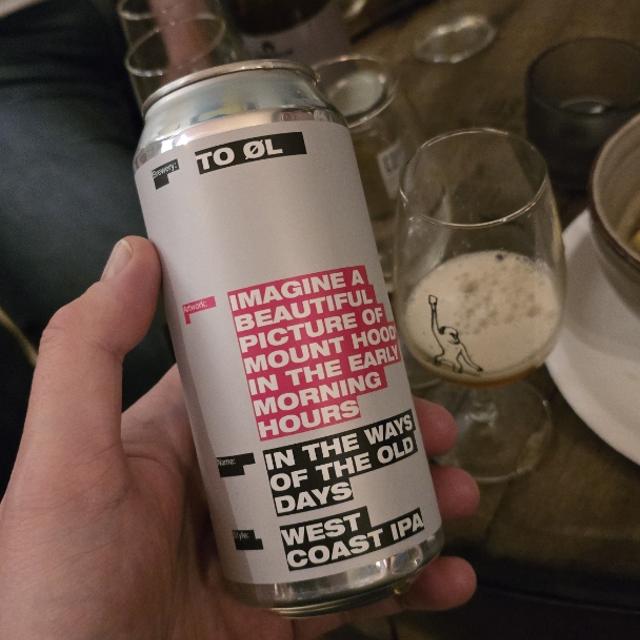 Brewery:
TO ØL
Artwork:
IMAGINE A
BEAUTIFUL
PICTURE OF
MOUNT HOOD
IN THE EARLY
MORNING
HOURS
Name:
IN THE WAYS
OF THE OLD
DAYS
Style:
WEST
COAST IPA